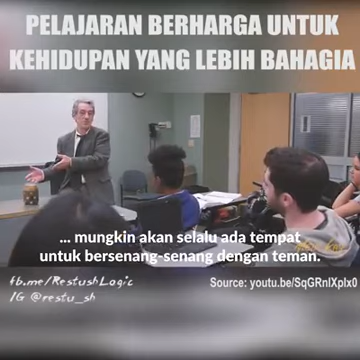 PELAJARAN BERHARGA UNTUK
KEHIDUPAN YANG LEBIH BAHAGIA
... mungkin akan selalu ada tempat
untuk bersenang-senang dengan teman.
fb.me/RestushLogic
IG @restu_sh
Source: youtu.be/SqGRnIXpIx0